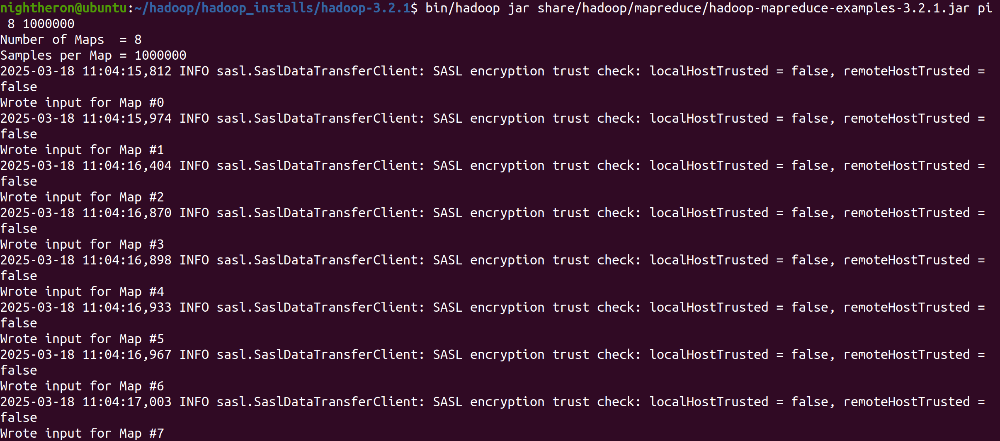 nightheron@ubuntu:~/hadoop/hadoop_installs/hadoop-3.2.1$ bin/hadoop jar share/hadoop/mapreduce/hadoop-mapreduce-examples-3.2.1.jar pi
 8 1000000
Number of Maps  = 8
Samples per Map = 1000000
2025-03-18 11:04:15,812 INFO sasl.SaslDataTransferClient: SASL encryption trust check: localHostTrusted = false, remoteHostTrusted =
false
Wrote input for Map #0
2025-03-18 11:04:15,974 INFO sasl.SaslDataTransferClient: SASL encryption trust check: localHostTrusted = false, remoteHostTrusted =
false
Wrote input for Map #1
2025-03-18 11:04:16,404 INFO sasl.SaslDataTransferClient: SASL encryption trust check: localHostTrusted = false, remoteHostTrusted =
false
Wrote input for Map #2
2025-03-18 11:04:16,870 INFO sasl.SaslDataTransferClient: SASL encryption trust check: localHostTrusted = false, remoteHostTrusted =
false
Wrote input for Map #3
2025-03-18 11:04:16,898 INFO sasl.SaslDataTransferClient: SASL encryption trust check: localHostTrusted = false, remoteHostTrusted =
false
Wrote input for Map #4
2025-03-18 11:04:16,933 INFO sasl.SaslDataTransferClient: SASL encryption trust check: localHostTrusted = false, remoteHostTrusted =
false
Wrote input for Map #5
2025-03-18 11:04:16,967 INFO sasl.SaslDataTransferClient: SASL encryption trust check: localHostTrusted = false, remoteHostTrusted =
false
Wrote input for Map #6
2025-03-18 11:04:17,003 INFO sasl.SaslDataTransferClient: SASL encryption trust check: localHostTrusted = false, remoteHostTrusted =
false
Wrote input for Map #7